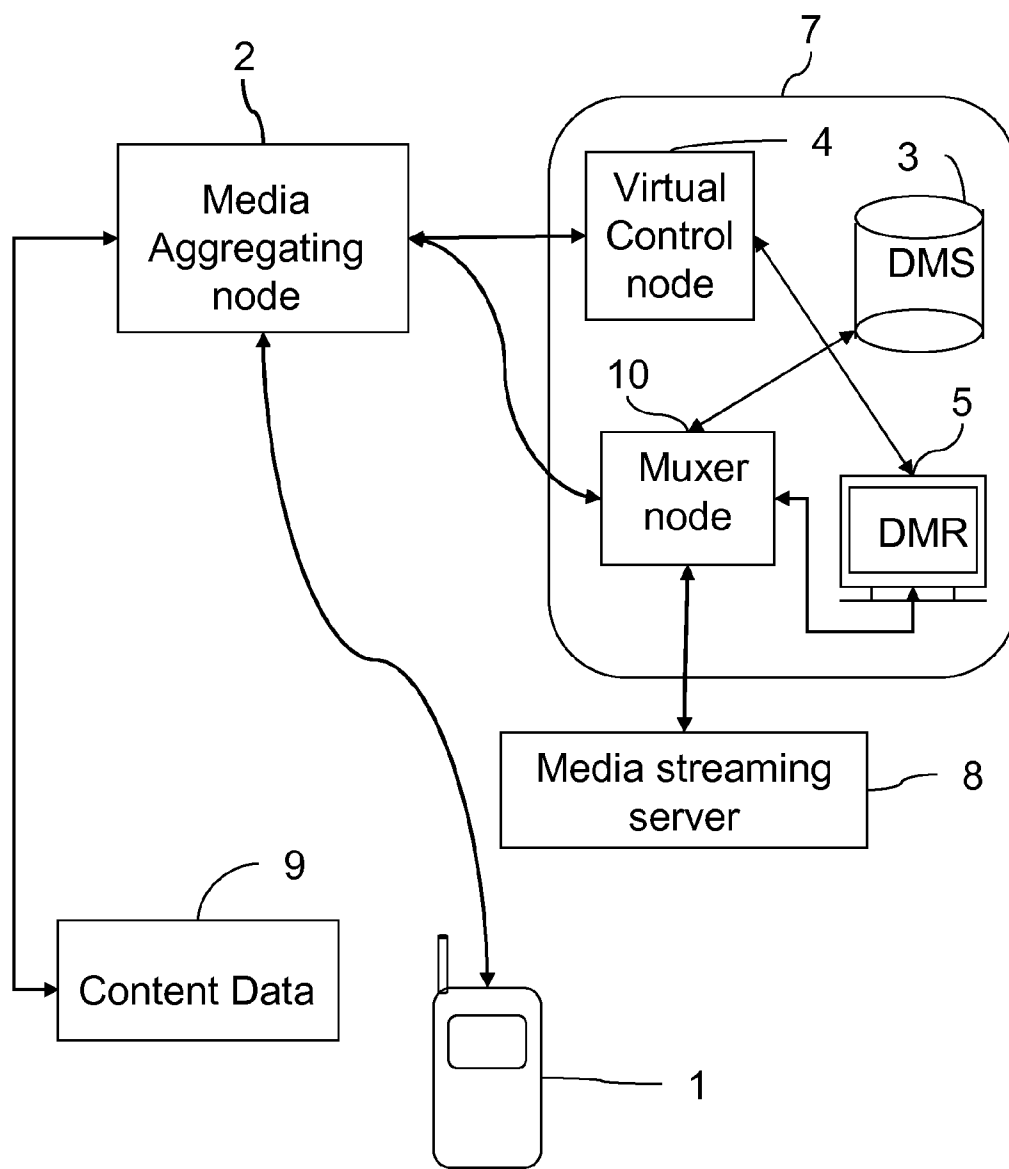 7
2
4
3
Media
Aggregating
node
Virtual
Control
node
DMS
10
5
Muxer
node
DMR
Media streaming
server
8
9
Content Data
1